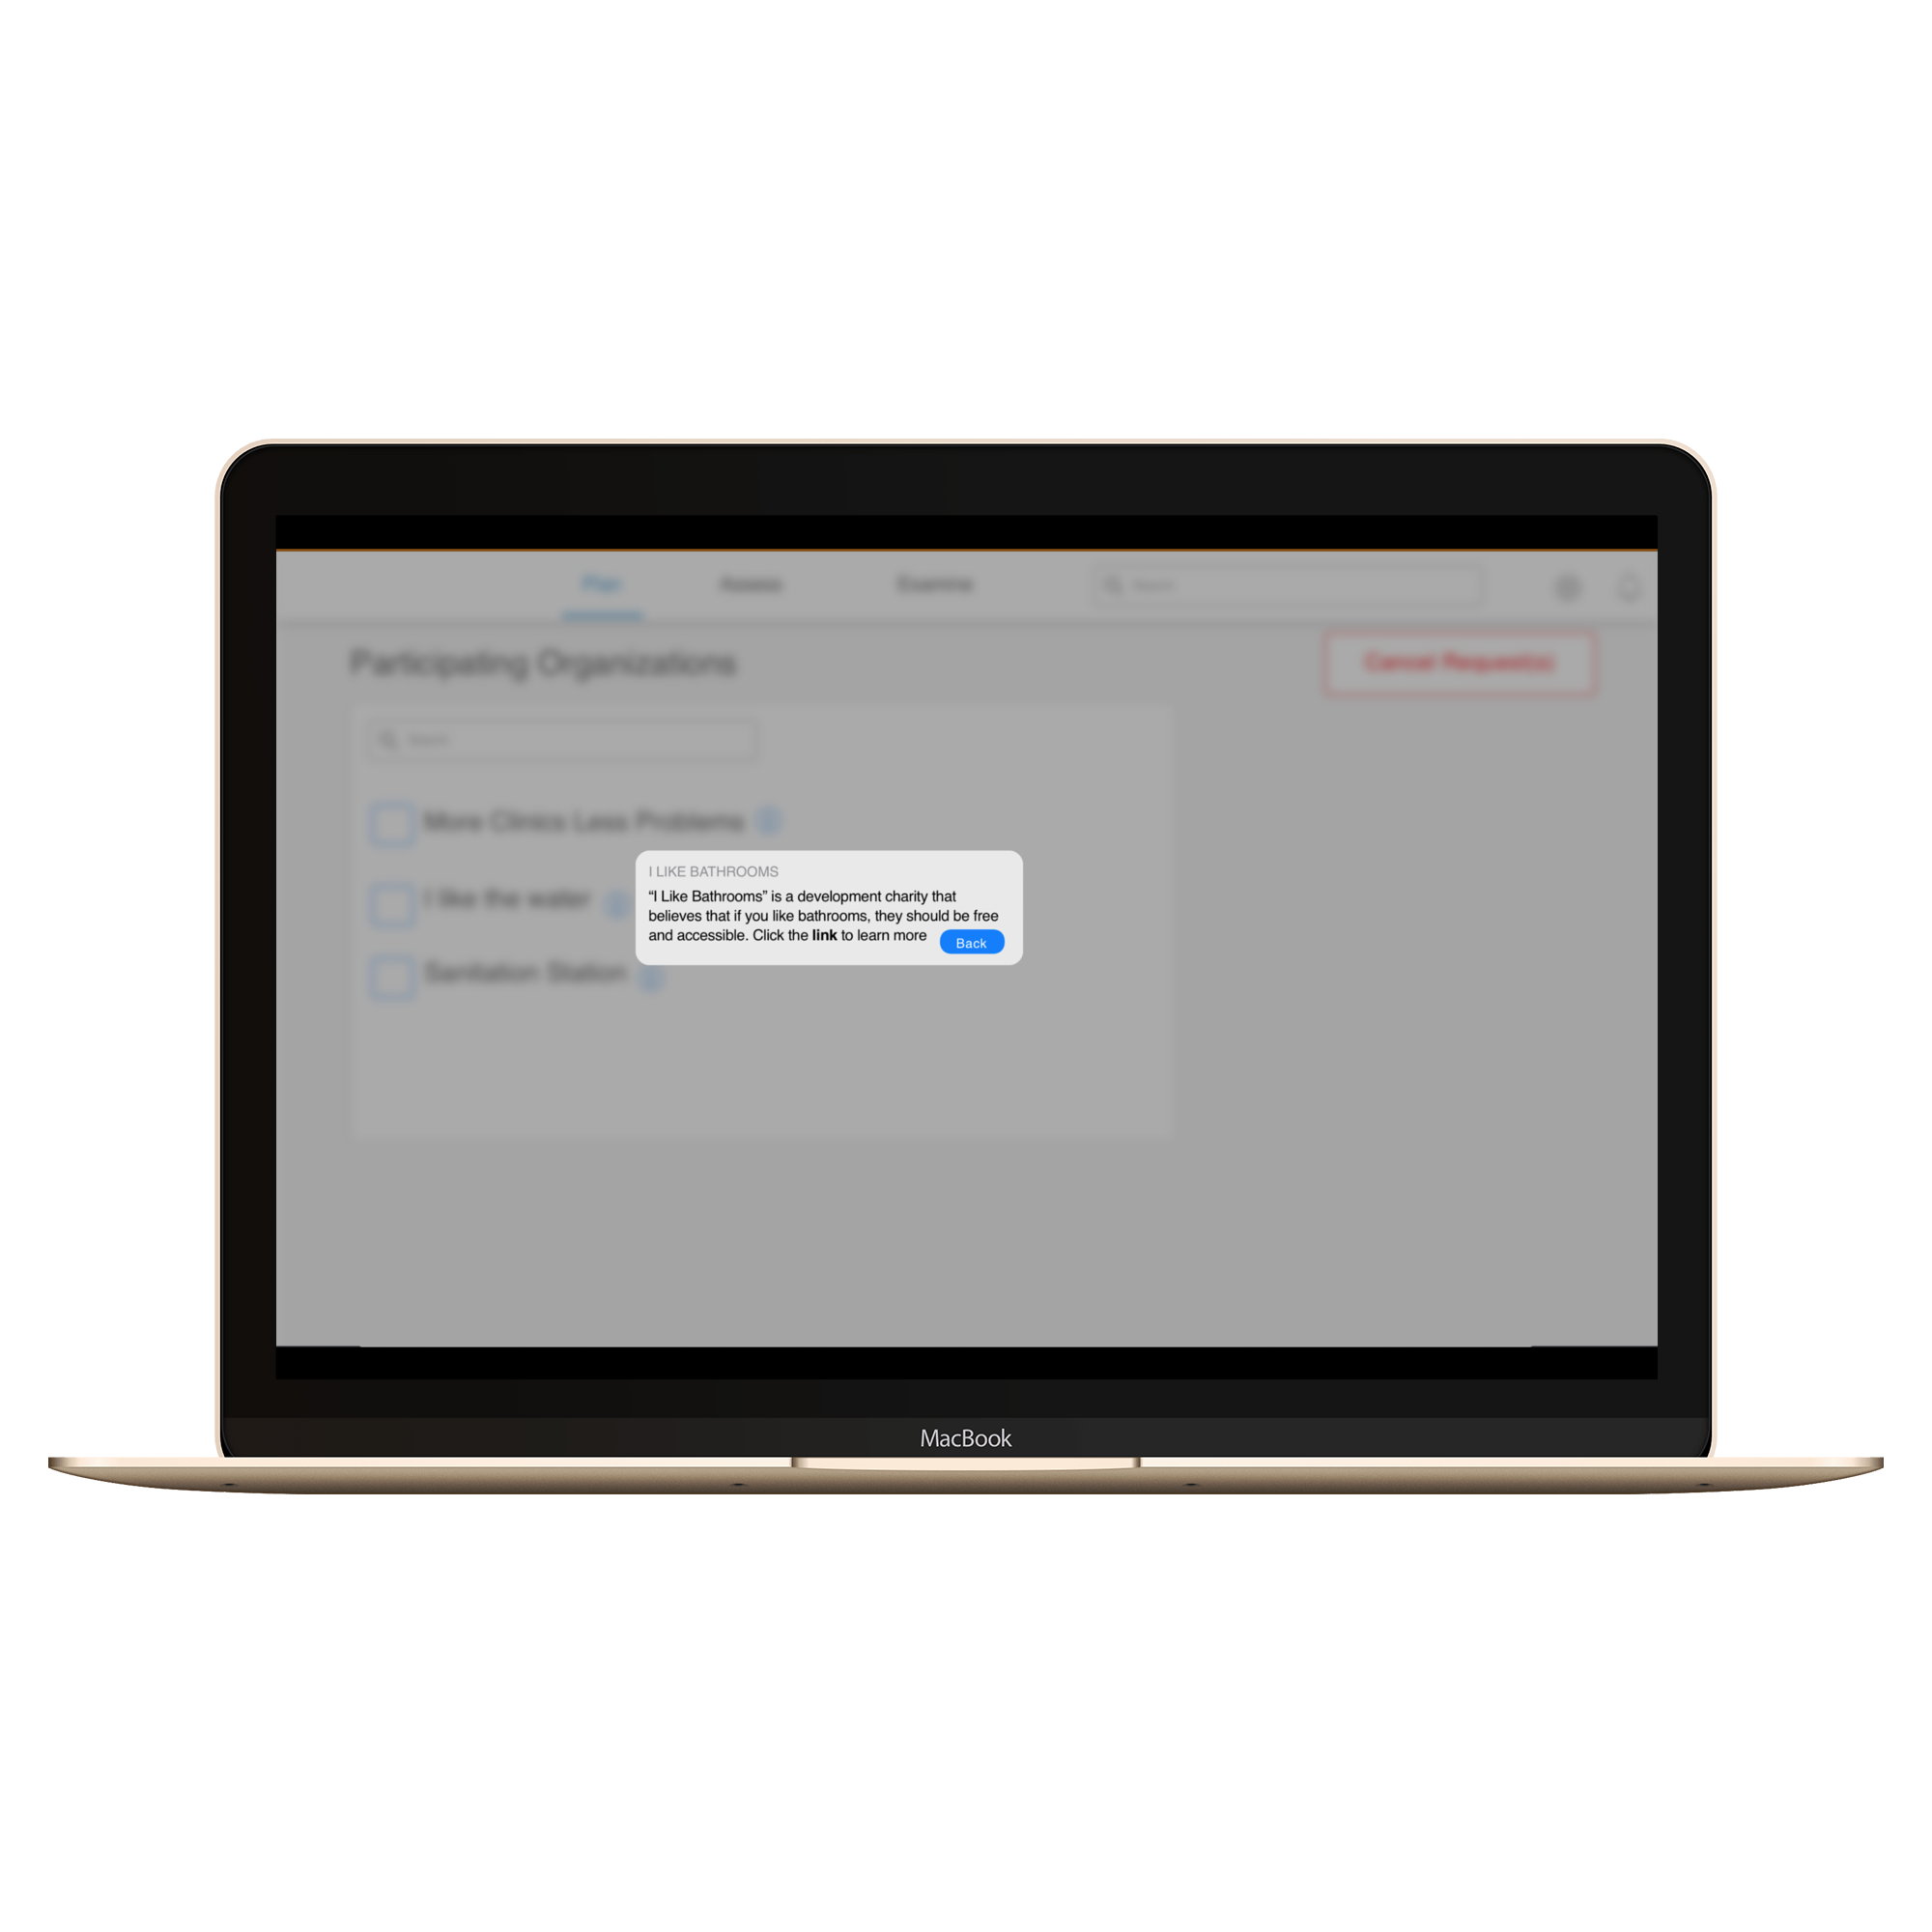 Plan Assess Examine Search
Participating Organizations Cancel Request(s)
Search
More Clinics Less Problems
I LIKE BATHROOMS
“I Like Bathrooms” is a development charity that
I like the water
believes that if you like bathrooms, they should be free
and accessible. Click the link to learn more
Back
Sanitation Station
MacBook